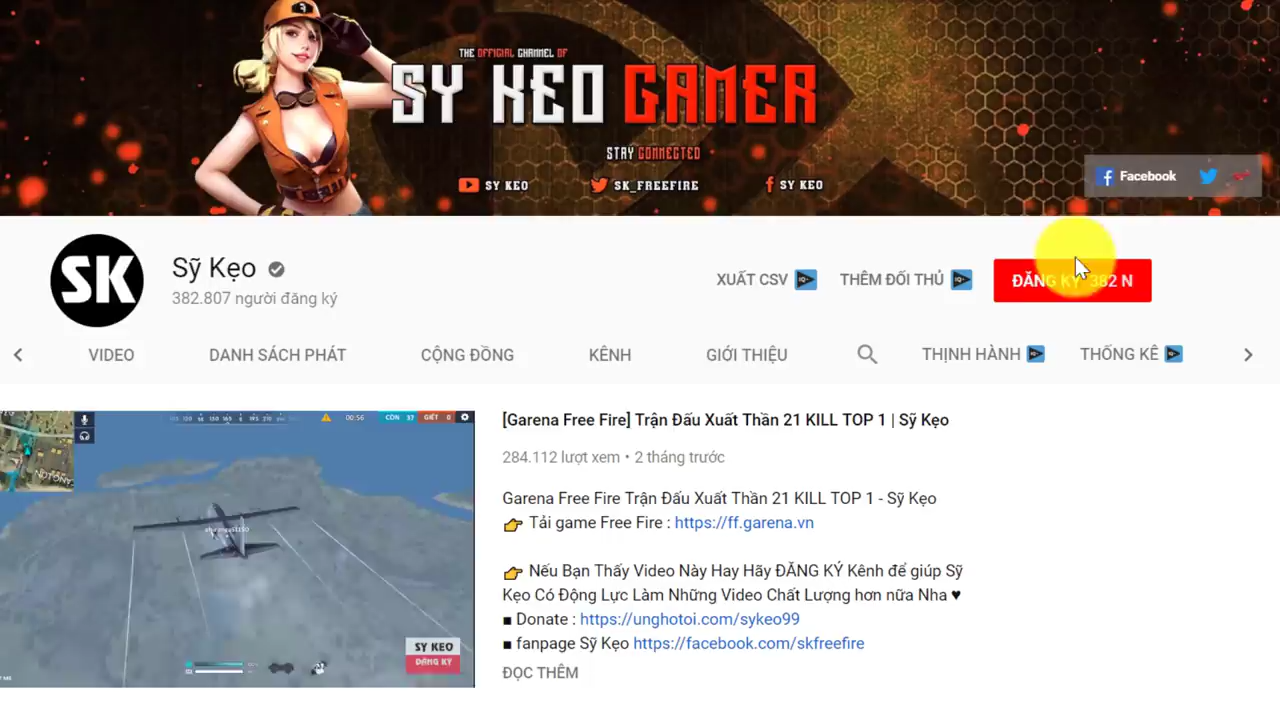 THE OFFICIAL CHANNEL OF
SY KEO GAMER
STAY CONNECTED
SY KEO
SK_FREEFIRE
SY KEO
Facebook
SK
Sỹ Kẹo
382.807 người đăng ký
XUẤT CSV
THÊM ĐỐI THỦ
ĐĂNG KÝ 382 N
VIDEO
DANH SÁCH PHÁT
CỘNG ĐỒNG
KÊNH
GIỚI THIỆU
THỊNH HÀNH
THỐNG KÊ
00:56
CÒN 37
GIẾT 0
SY KEO
ĐĂNG KÝ
[Garena Free Fire] Trận Đấu Xuất Thần 21 KILL TOP 1 | Sỹ Kẹo
284.112 lượt xem • 2 tháng trước
Garena Free Fire Trận Đấu Xuất Thần 21 KILL TOP 1 - Sỹ Kẹo
👉 Tải game Free Fire : https://ff.garena.vn
👉 Nếu Bạn Thấy Video Này Hay Hãy ĐĂNG KÝ Kênh để giúp Sỹ
Kẹo Có Động Lực Làm Những Video Chất Lượng hơn nữa Nha ♥
■ Donate : https://unghotoi.com/sykeo99
■ fanpage Sỹ Kẹo https://facebook.com/skfreefire
ĐỌC THÊM